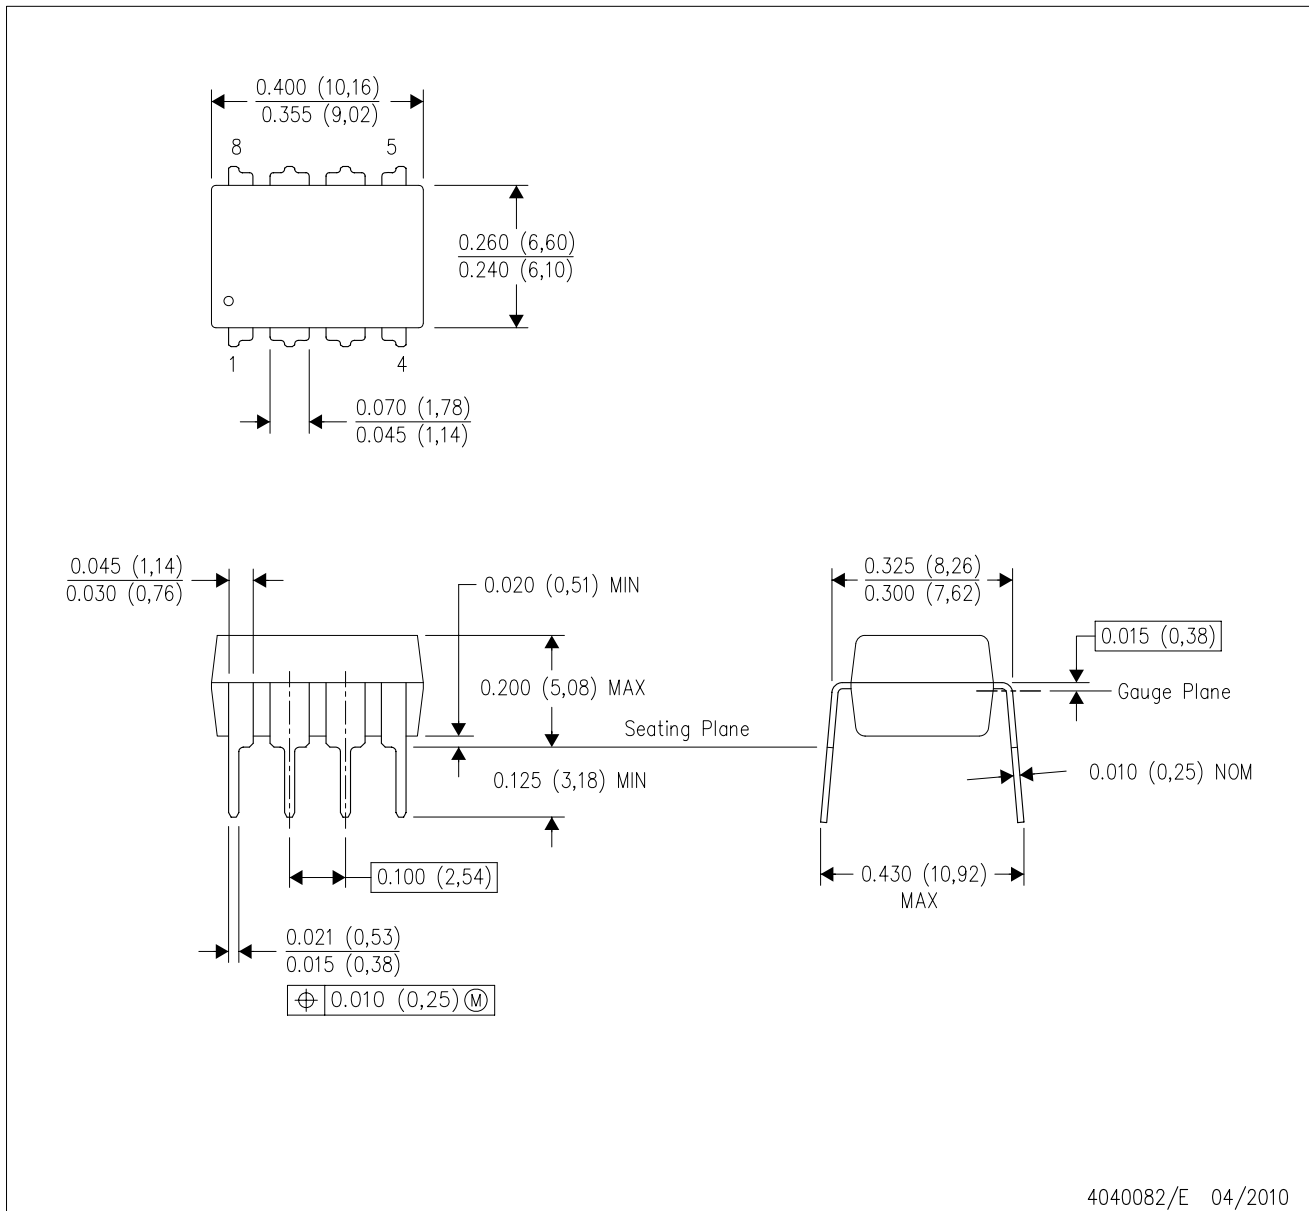 0.400 (10,16)
0.355 (9,02)
8
5
0.260 (6,60)
0.240 (6,10)
1
4
0.070 (1,78)
0.045 (1,14)
0.045 (1,14)
0.030 (0,76)
0.020 (0,51) MIN
0.200 (5,08) MAX
Seating Plane
0.125 (3,18) MIN
0.100 (2,54)
0.021 (0,53)
0.015 (0,38)
⌖ 0.010 (0,25) Ⓜ
0.325 (8,26)
0.300 (7,62)
0.015 (0,38)
Gauge Plane
0.010 (0,25) NOM
0.430 (10,92)
MAX
4040082/E 04/2010